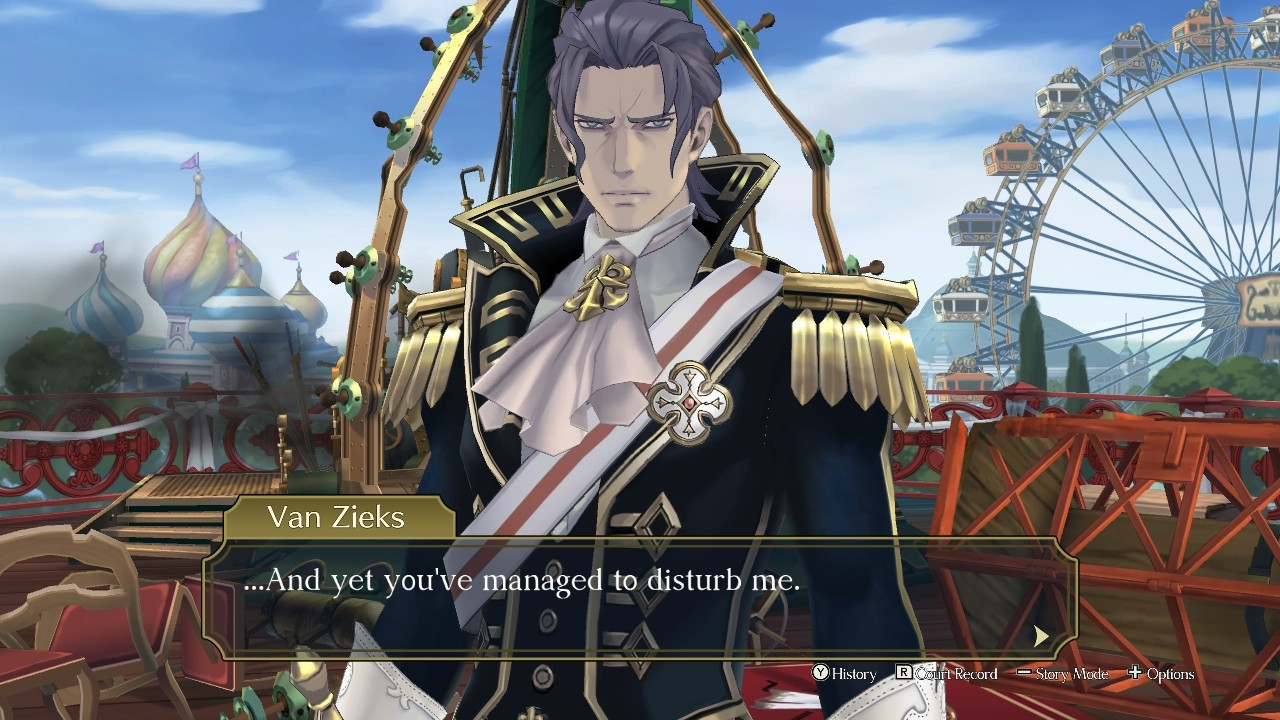 Van Zieks
...And yet you've managed to disturb me.
Y History R Court Record − Story Mode + Options